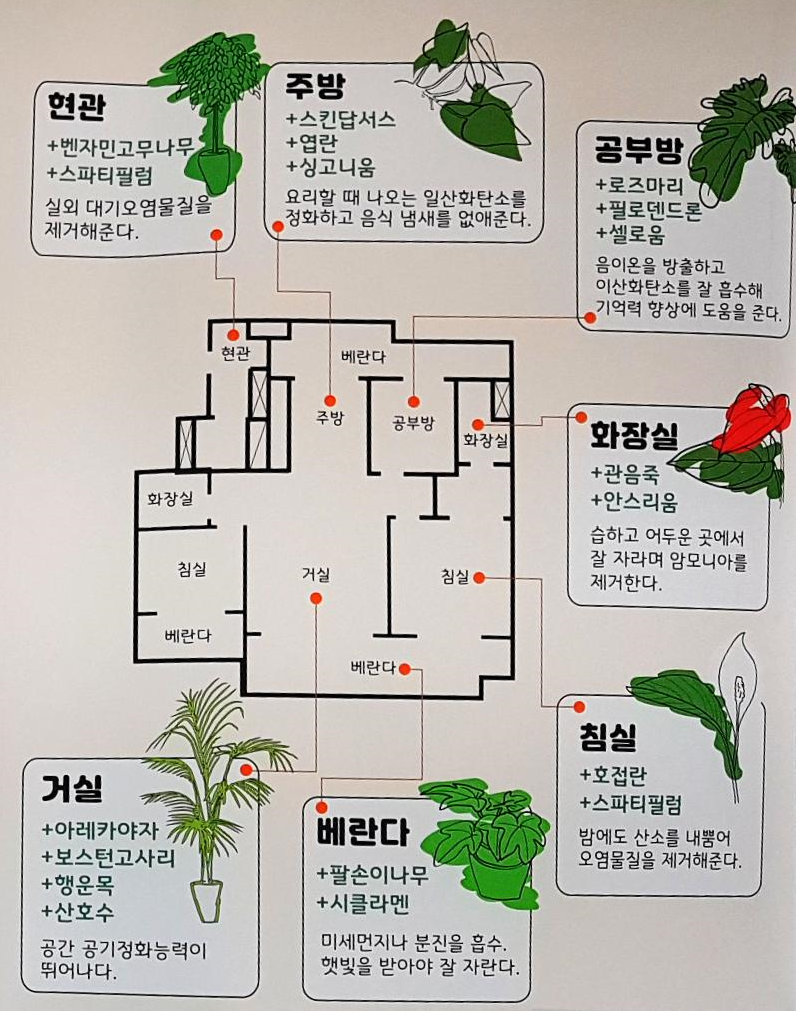 현관
+벤자민고무나무
+스파티필럼
실외 대기오염물질을
제거해준다.
주방
+스킨답서스
+엽란
+싱고니움
요리할 때 나오는 일산화탄소를
정화하고 음식 냄새를 없애준다.
공부방
+로즈마리
+필로덴드론
+셀로움
음이온을 방출하고
이산화탄소를 잘 흡수해
기억력 향상에 도움을 준다.
현관
베란다
주방
공부방
화장실
화장실
침실
거실
침실
베란다
베란다
화장실
+관음죽
+안스리움
습하고 어두운 곳에서
잘 자라며 암모니아를
제거한다.
침실
+호접란
+스파티필럼
밤에도 산소를 내뿜어
오염물질을 제거해준다.
거실
+아레카야자
+보스턴고사리
+행운목
+산호수
공간 공기정화능력이
뛰어나다.
베란다
+팔손이나무
+시클라멘
미세먼지나 분진을 흡수.
햇빛을 받아야 잘 자란다.